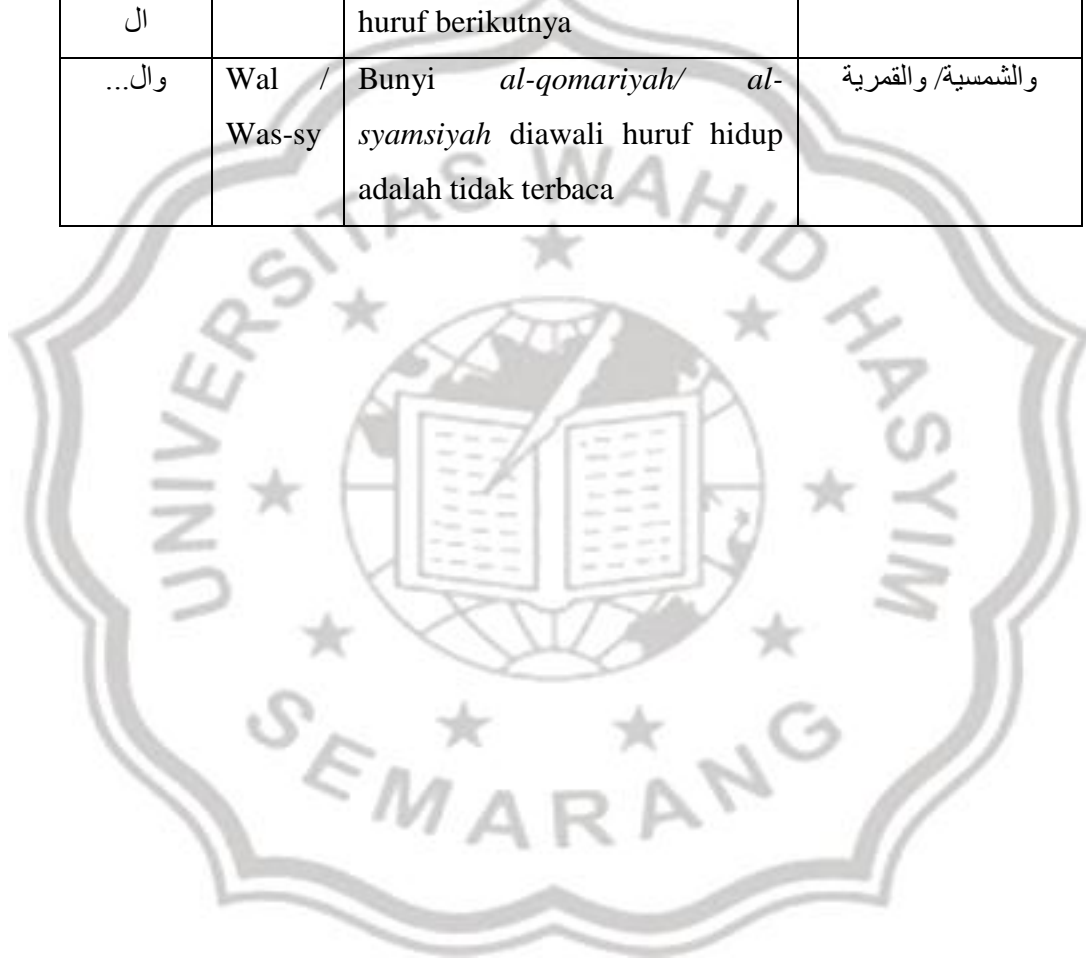 ال huruf berikutnya
وال... Wal / Bunyi al-qomariyah/ al- والشمسية/ والقمرية
Was-sy syamsiyah diawali huruf hidup
adalah tidak terbaca
UNIVERSITAS WAHID HASYIM
SEMARANG